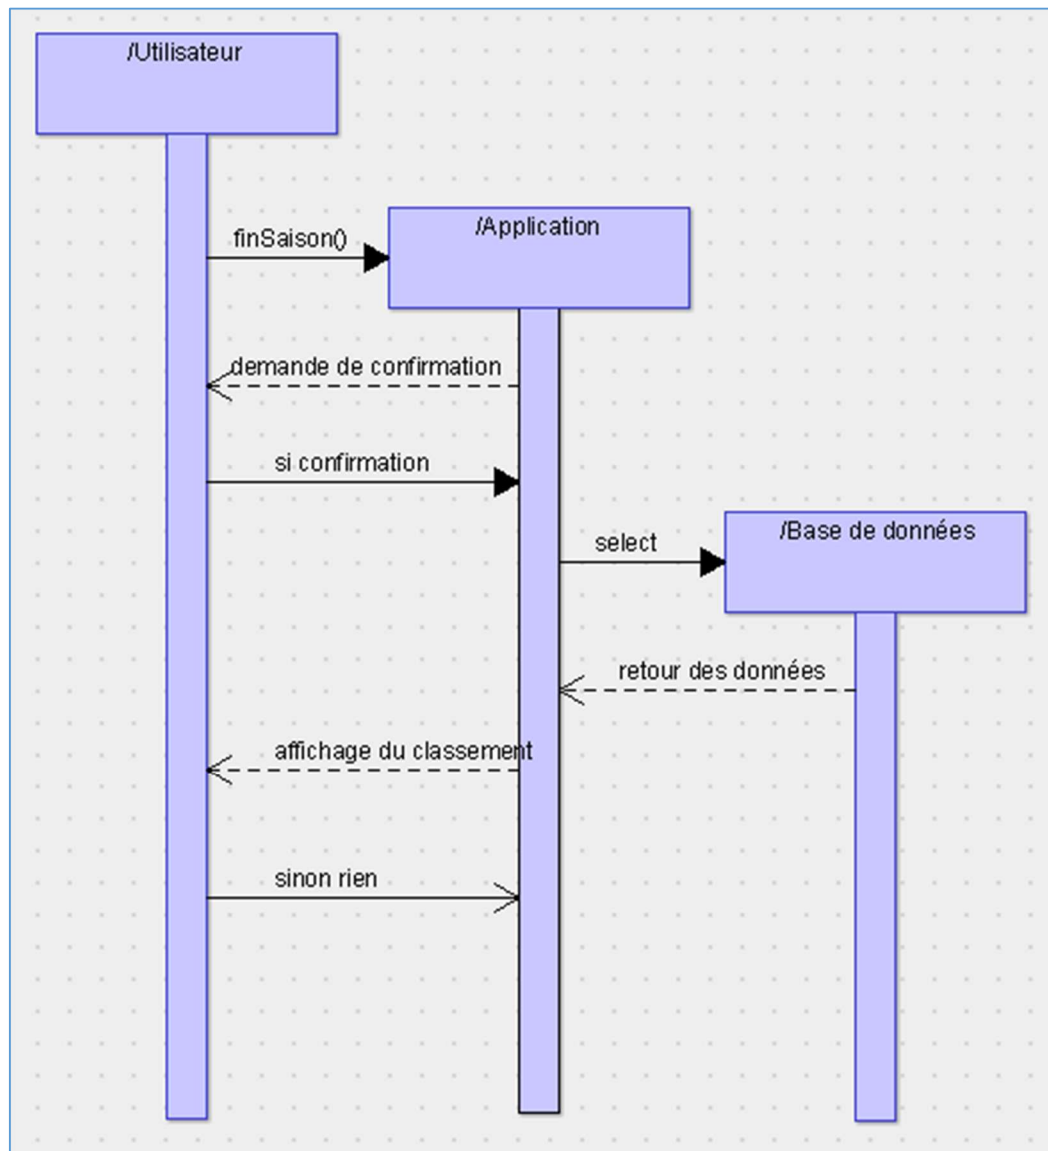 /Utilisateur
/Application
finSaison()
demande de confirmation
si confirmation
/Base de données
select
retour des données
affichage du classement
sinon rien